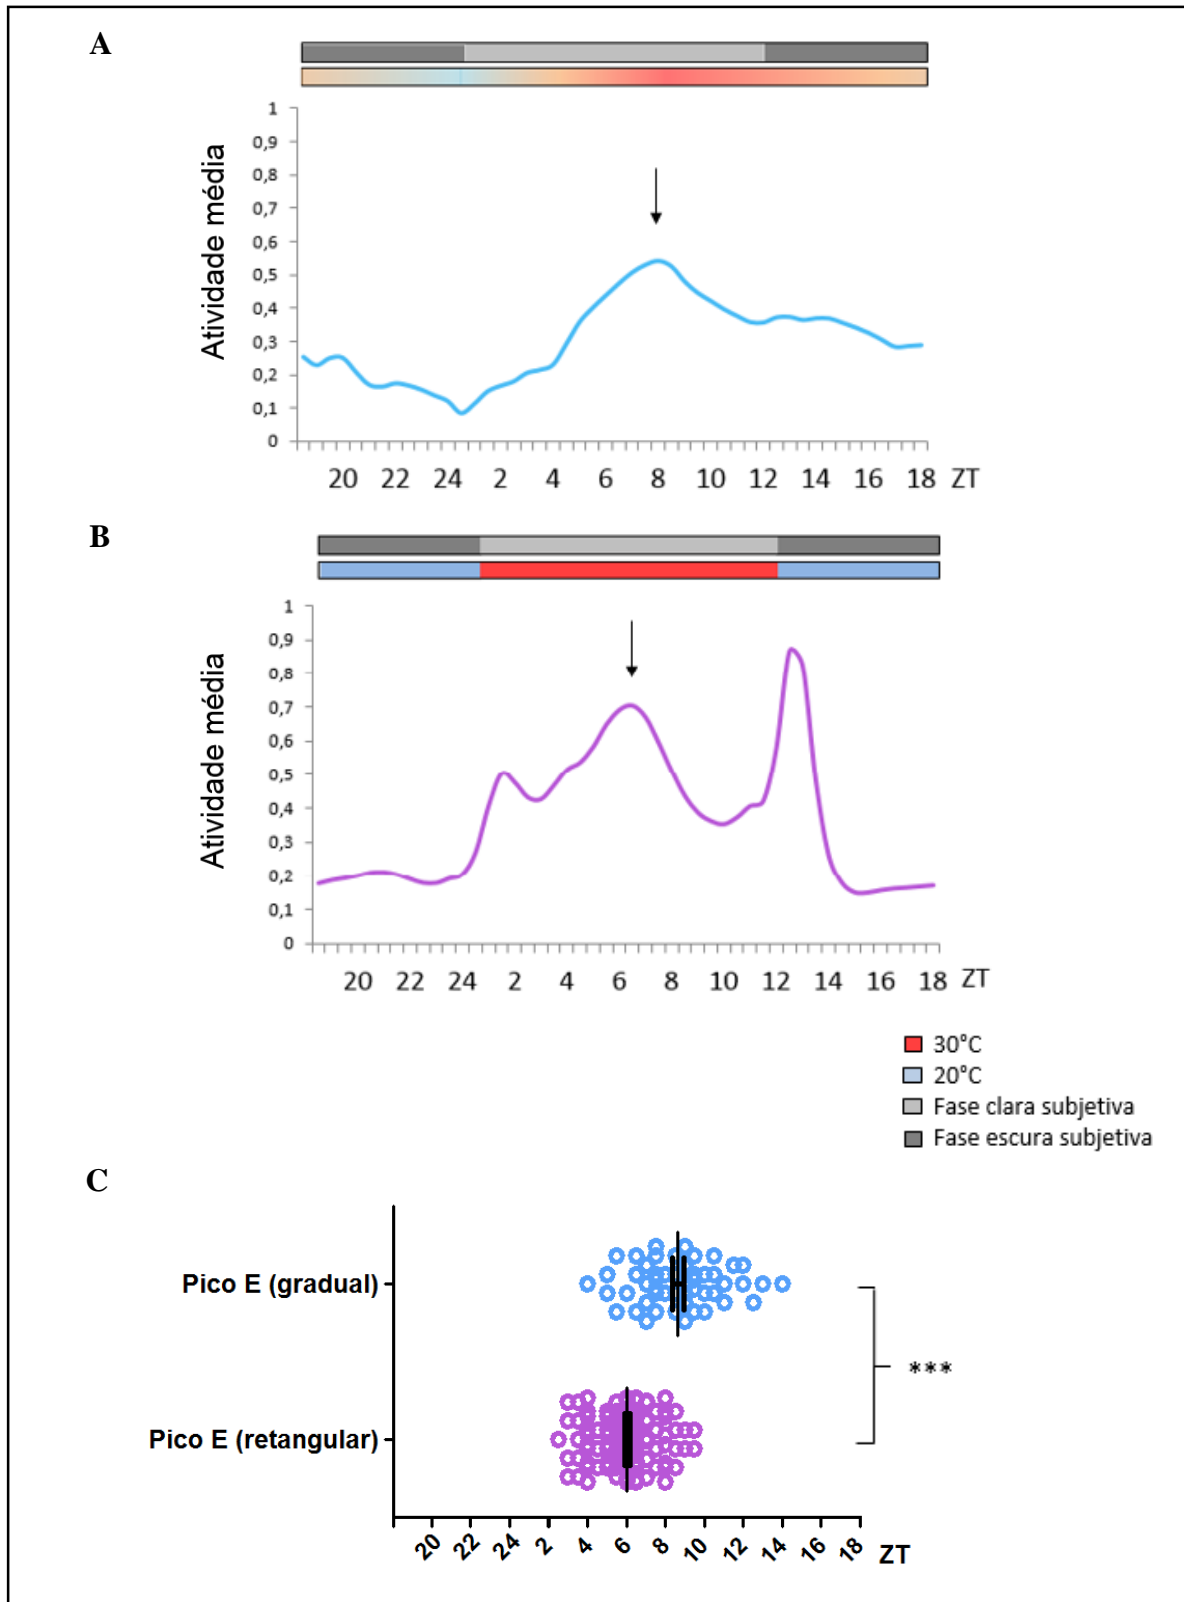 A
1
0,9
0,8
0,7
0,6
0,5
0,4
0,3
0,2
0,1
0
Atividade média
20 22 24 2 4 6 8 10 12 14 16 18 ZT
B
1
0,9
0,8
0,7
0,6
0,5
0,4
0,3
0,2
0,1
0
Atividade média
20 22 24 2 4 6 8 10 12 14 16 18 ZT
30°C
20°C
Fase clara subjetiva
Fase escura subjetiva
C
Pico E (gradual)
***
Pico E (retangular)
20 22 24 2 4 6 8 10 12 14 16 18 ZT